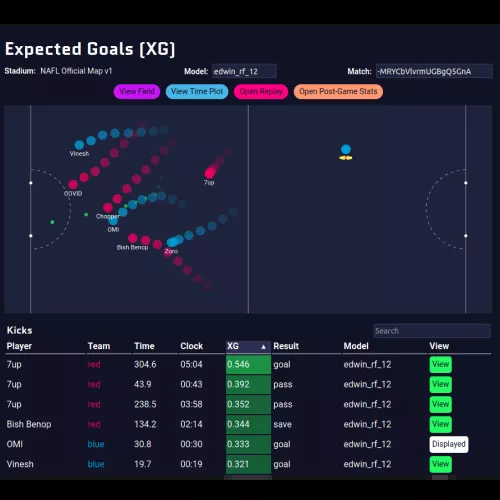 Expected Goals (XG)
Stadium: NAFL Official Map v1 Model: edwin_rf_12 Match: -MRYCbVlvrmUGBgQ5GnA
View Field View Time Plot Open Replay Open Post-Game Stats
Vinesh
7up
COVID
Chopper
OMI
Bish Benop
Zoro
Kicks Search
Player Team Time Clock XG ▲ Result Model View
7up red 304.6 05:04 0.546 goal edwin_rf_12 View
7up red 43.9 00:43 0.392 pass edwin_rf_12 View
7up red 238.5 03:58 0.352 pass edwin_rf_12 View
Bish Benop red 134.2 02:14 0.344 save edwin_rf_12 View
OMI blue 30.8 00:30 0.333 goal edwin_rf_12 Displayed
Vinesh blue 19.7 00:19 0.321 goal edwin_rf_12 View